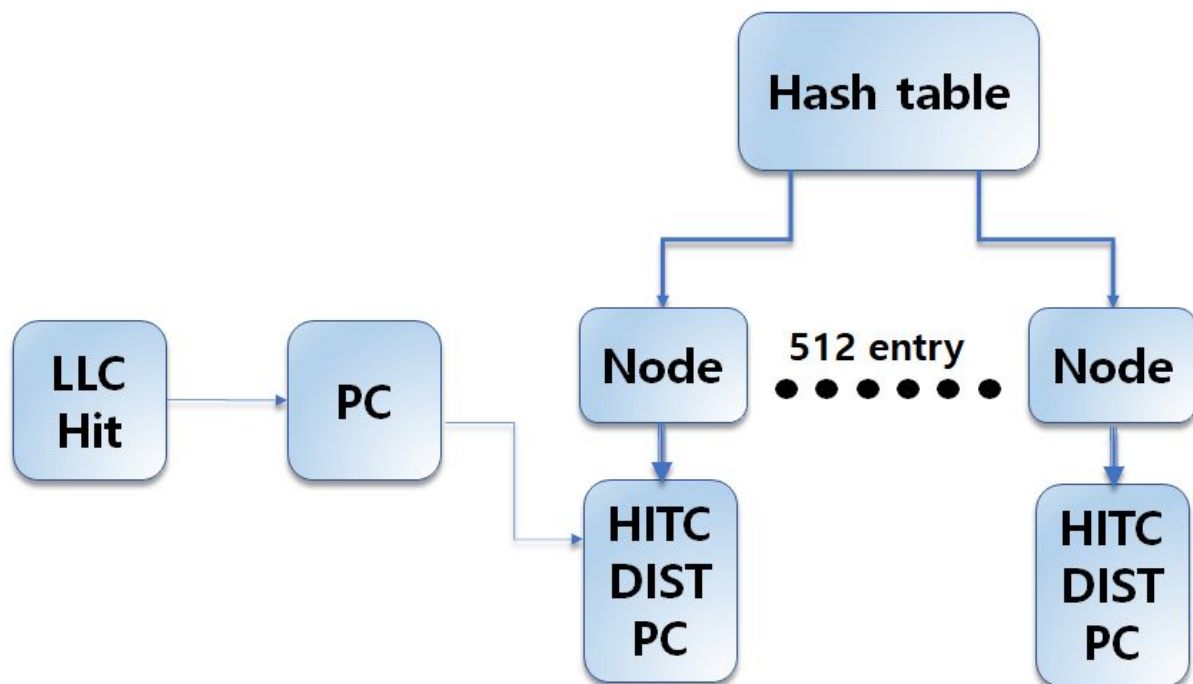 Hash table
LLC
Hit
PC
Node
512 entry
Node
HITC
DIST
PC
HITC
DIST
PC